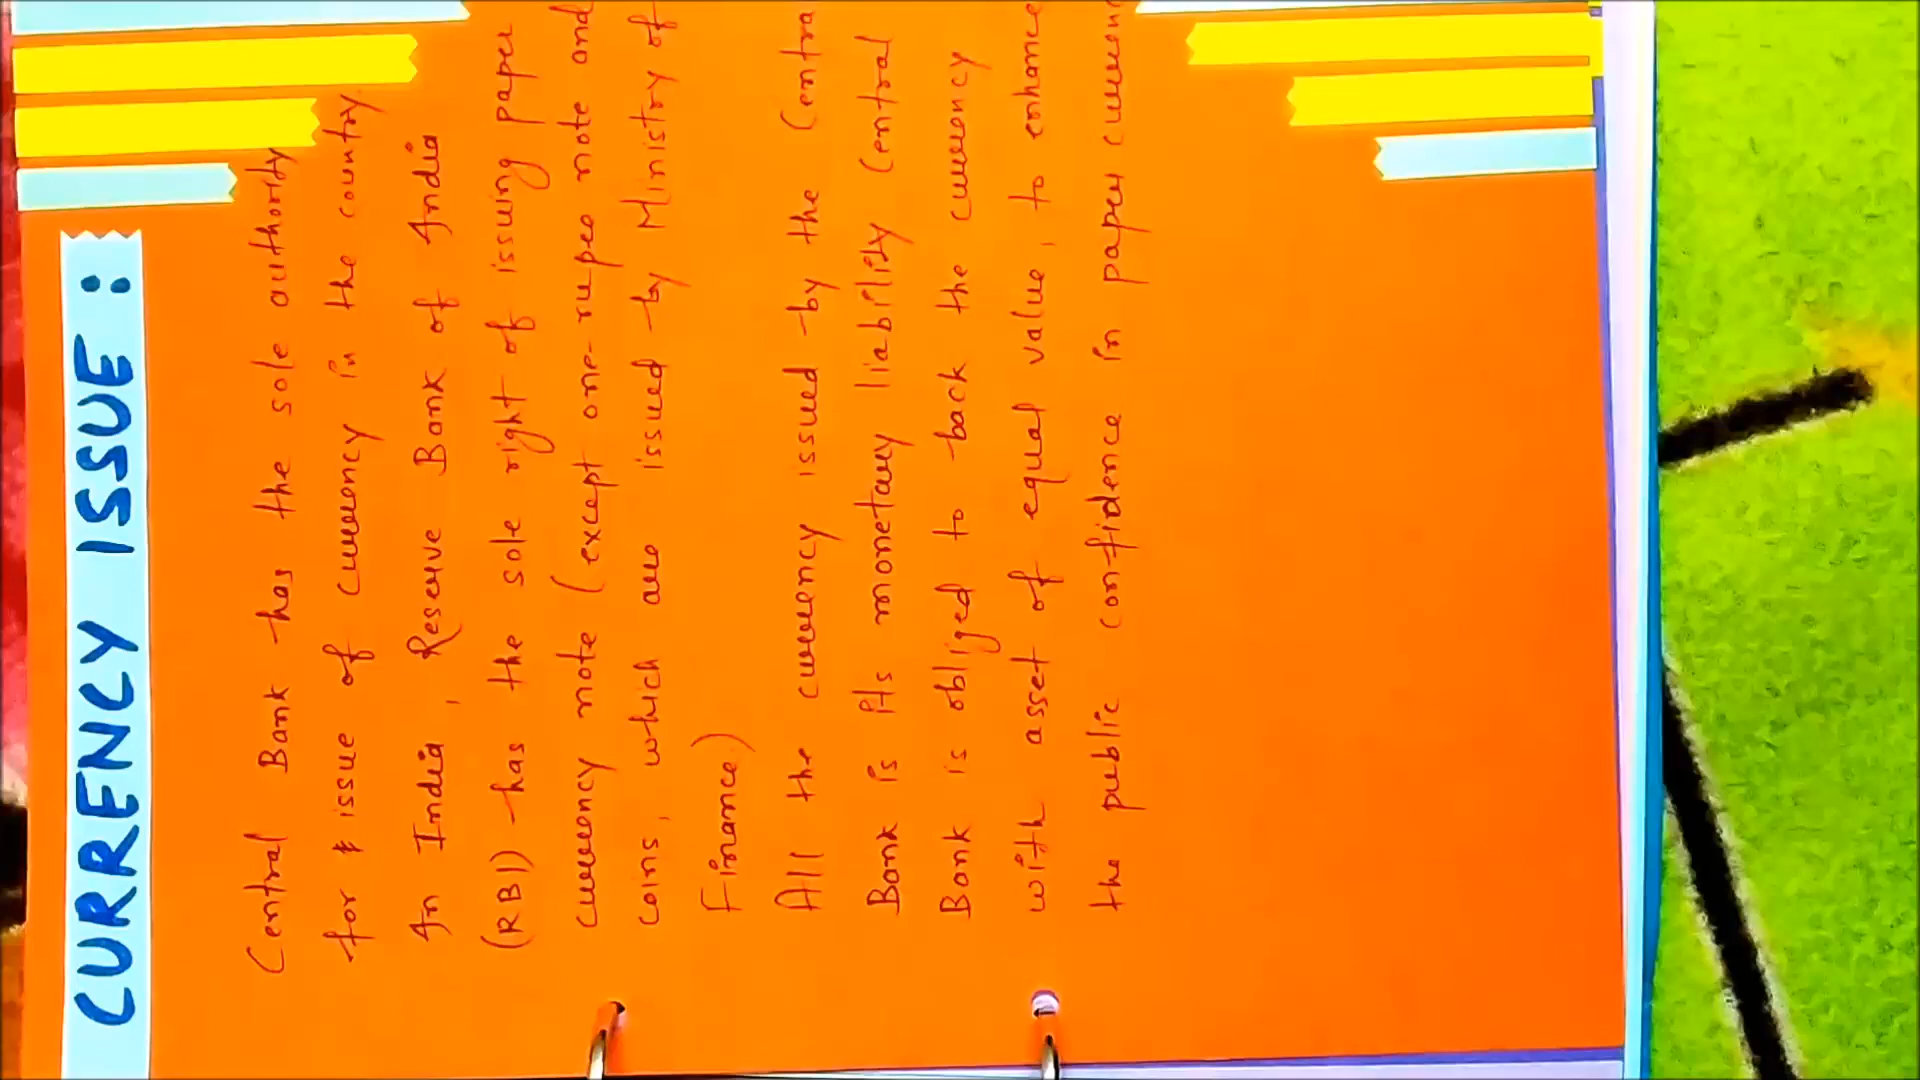 CURRENCY ISSUE :
Central Bank has the sole authority
for issue of currency in the country.
In India, Reserve Bank of India
(RBI) has the sole right of issuing paper
currency note (except one-rupee note and
coins, which are issued by Ministry of
Finance.)
All the currency issued by the Centra
Bank is its monetary liability Central
Bank is obliged to back the currency
with asset of equal value, to enhance
the public confidence in paper curren